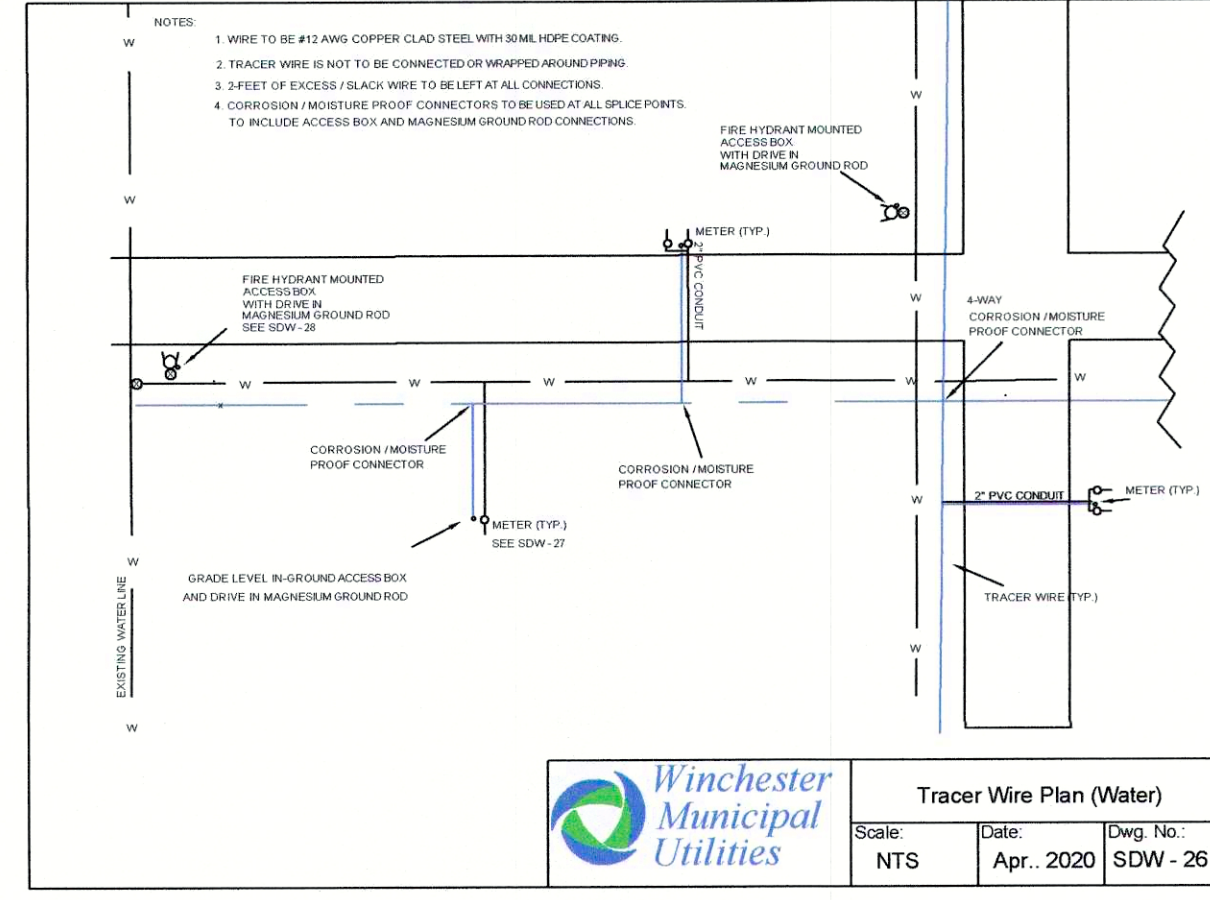 NOTES:
1. WIRE TO BE #12 AWG COPPER CLAD STEEL WITH 30 MIL HDPE COATING.
2. TRACER WIRE IS NOT TO BE CONNECTED OR WRAPPED AROUND PIPING.
3. 2-FEET OF EXCESS / SLACK WIRE TO BE LEFT AT ALL CONNECTIONS.
4. CORROSION / MOISTURE PROOF CONNECTORS TO BE USED AT ALL SPLICE POINTS.
TO INCLUDE ACCESS BOX AND MAGNESIUM GROUND ROD CONNECTIONS.
W
W
W
FIRE HYDRANT MOUNTED
ACCESS BOX
WITH DRIVE IN
MAGNESIUM GROUND ROD
METER (TYP.)
2" PVC CONDUIT
FIRE HYDRANT MOUNTED
ACCESS BOX
WITH DRIVE IN
MAGNESIUM GROUND ROD
SEE SDW - 28
W
4-WAY
CORROSION / MOISTURE
PROOF CONNECTOR
W
W
W
W
W
W
CORROSION / MOISTURE
PROOF CONNECTOR
CORROSION / MOISTURE
PROOF CONNECTOR
W
2" PVC CONDUIT
METER (TYP.)
METER (TYP.)
SEE SDW - 27
W
GRADE LEVEL IN-GROUND ACCESS BOX
AND DRIVE IN MAGNESIUM GROUND ROD
EXISTING WATER LINE
TRACER WIRE (TYP.)
W
W
Winchester
Municipal
Utilities
Tracer Wire Plan (Water)
Scale:
NTS
Date:
Apr.. 2020
Dwg. No.:
SDW - 26